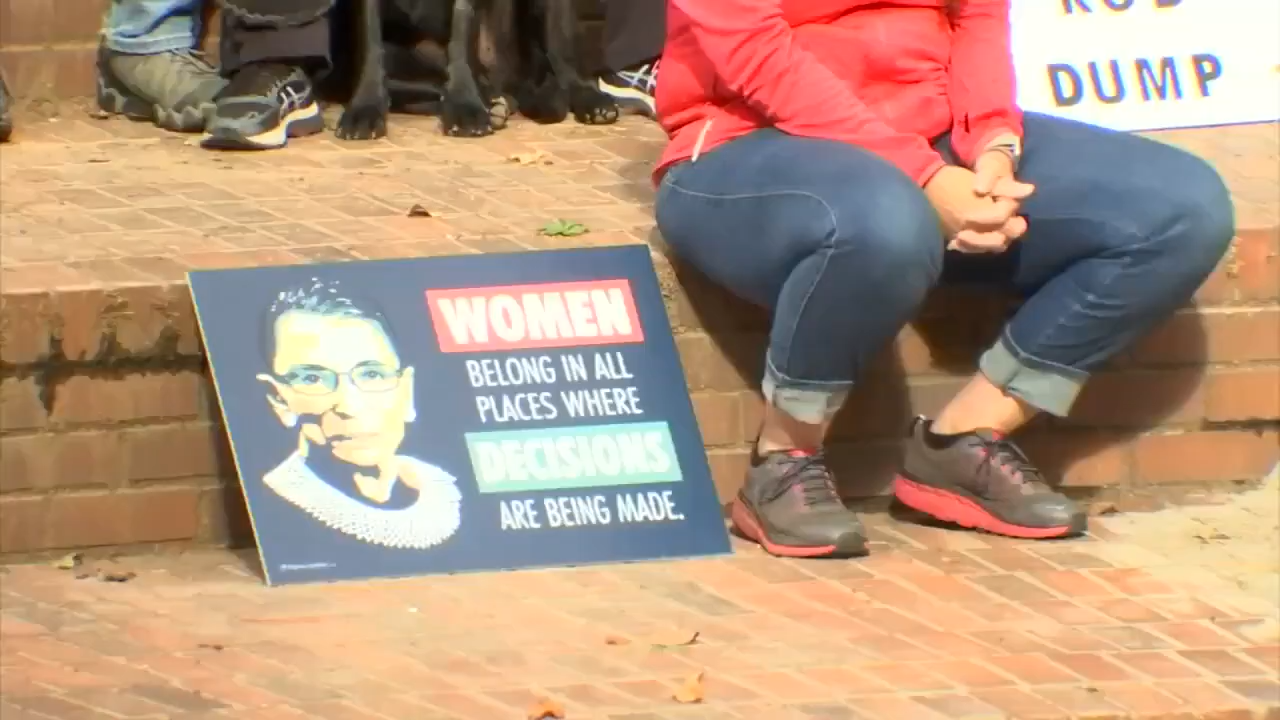 DUMP
WOMEN
BELONG IN ALL
PLACES WHERE
DECISIONS
ARE BEING MADE.